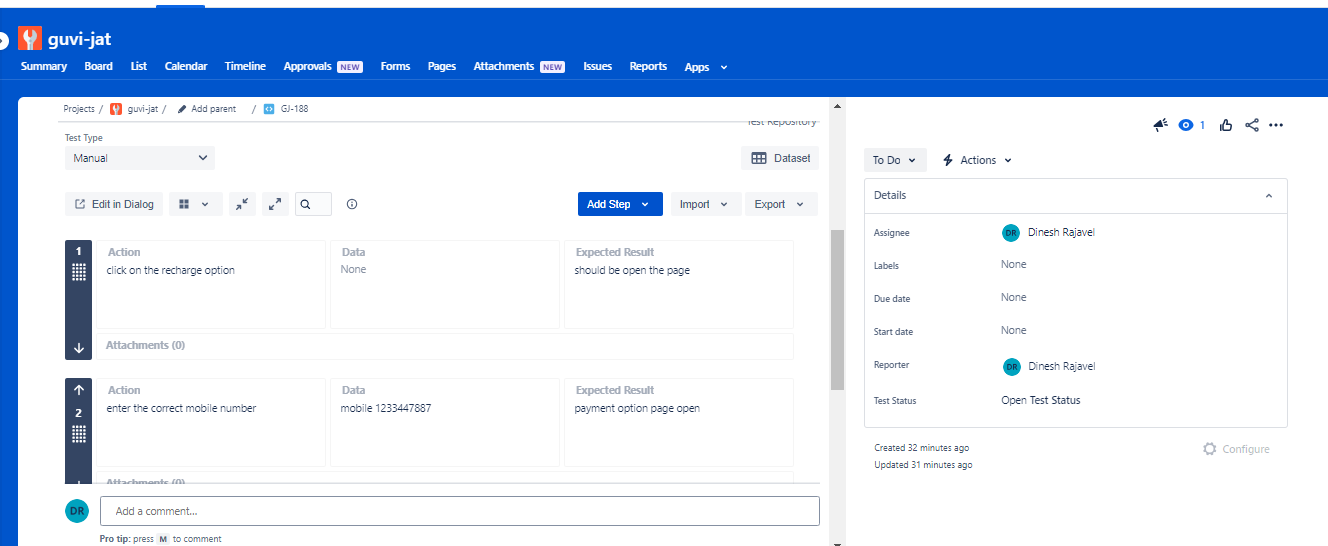 guvi-jat
Summary Board List Calendar Timeline Approvals NEW Forms Pages Attachments NEW Issues Reports Apps
Projects / guvi-jat / Add parent / GJ-188
Test Repository
Test Type
Manual
Dataset
Edit in Dialog
Add Step Import Export
1
Action Data Expected Result
click on the recharge option None should be open the page
Attachments (0)
2
Action Data Expected Result
enter the correct mobile number mobile 1233447887 payment option page open
Attachments (0)
DR Add a comment...
Pro tip: press M to comment
1
To Do Actions
Details
Assignee DR Dinesh Rajavel
Labels None
Due date None
Start date None
Reporter DR Dinesh Rajavel
Test Status Open Test Status
Created 32 minutes ago
Updated 31 minutes ago
Configure